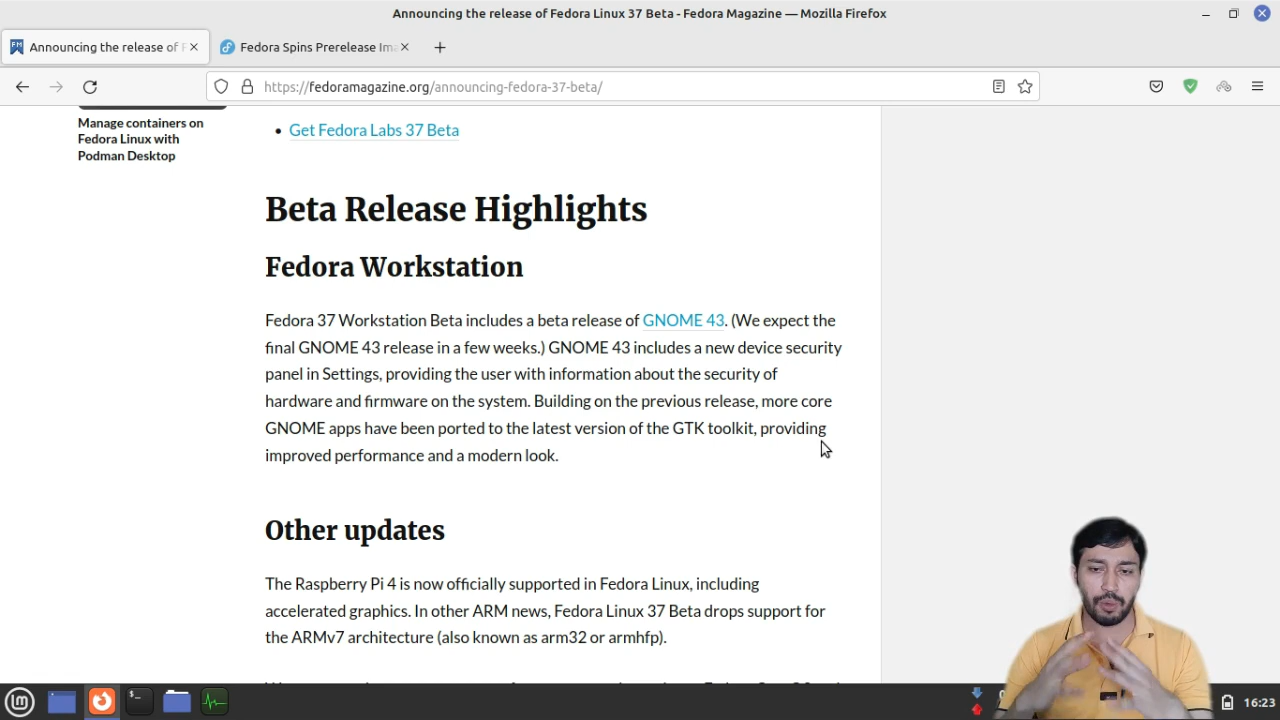 Announcing the release of Fedora Linux 37 Beta - Fedora Magazine — Mozilla Firefox
Announcing the release of F
Fedora Spins Prerelease Ima
https://fedoramagazine.org/announcing-fedora-37-beta/
Manage containers on
Fedora Linux with
Podman Desktop
• Get Fedora Labs 37 Beta
Beta Release Highlights
Fedora Workstation
Fedora 37 Workstation Beta includes a beta release of GNOME 43. (We expect the
final GNOME 43 release in a few weeks.) GNOME 43 includes a new device security
panel in Settings, providing the user with information about the security of
hardware and firmware on the system. Building on the previous release, more core
GNOME apps have been ported to the latest version of the GTK toolkit, providing
improved performance and a modern look.
Other updates
The Raspberry Pi 4 is now officially supported in Fedora Linux, including
accelerated graphics. In other ARM news, Fedora Linux 37 Beta drops support for
the ARMv7 architecture (also known as arm32 or armhfp).
16:23